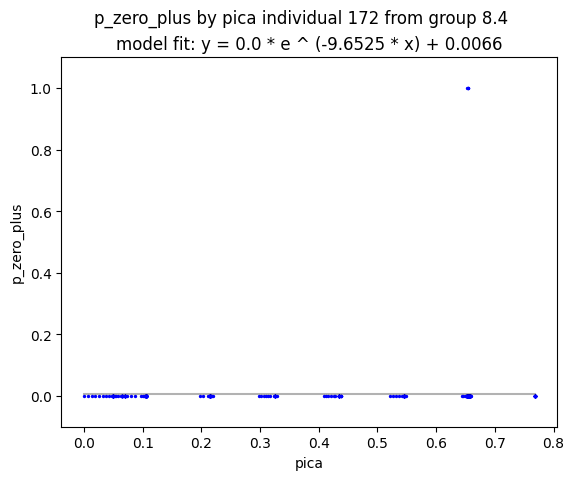 p_zero_plus by pica individual 172 from group 8.4
model fit: y = 0.0 * e ^ (-9.6525 * x) + 0.0066
1.0
0.8
0.6
0.4
0.2
0.0
p_zero_plus
0.0 0.1 0.2 0.3 0.4 0.5 0.6 0.7 0.8
pica